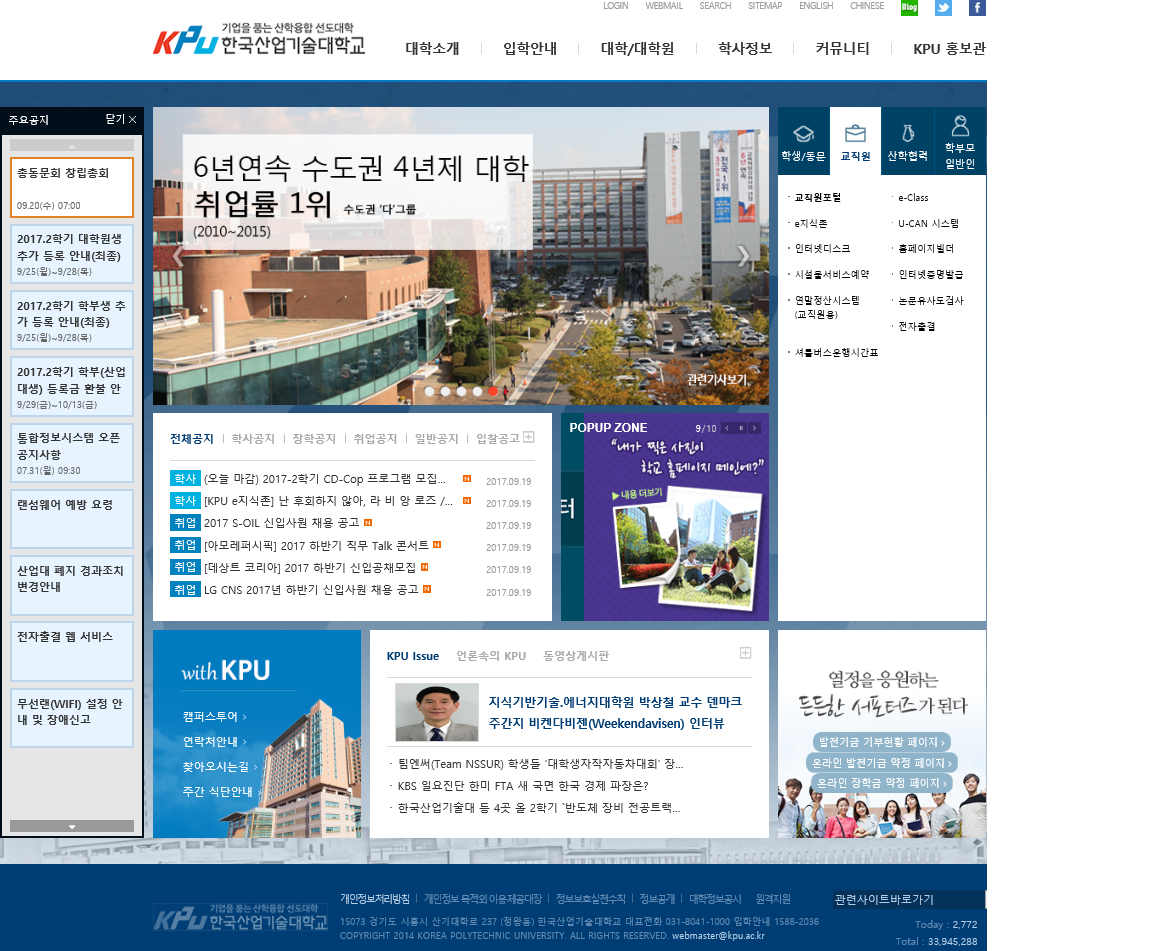 LOGIN WEBMAIL SEARCH SITEMAP ENGLISH CHINESE Blog
기업을 품는 산학융합 선도대학
KPU 한국산업기술대학교
대학소개 입학안내 대학/대학원 학사정보 커뮤니티 KPU 홍보관
주요공지 닫기
총동문회 창립총회
09.20(수) 07:00
2017.2학기 대학원생
추가 등록 안내(최종)
9/25(월)~9/28(목)
2017.2학기 학부생 추
가 등록 안내(최종)
9/25(월)~9/28(목)
2017.2학기 학부(산업
대생) 등록금 환불 안
9/29(금)~10/13(금)
통합정보시스템 오픈
공지사항
07.31(월) 09:30
랜섬웨어 예방 요령
산업대 폐지 경과조치
변경안내
전자출결 웹 서비스
무선랜(WIFI) 설정 안
내 및 장애신고
6년연속 수도권 4년제 대학
취업률 1위 수도권 '다'그룹
(2010~2015)
관련기사보기
학생/동문 교직원 산학협력 학부모
일반인
교직원포털 e-Class
e지식존 U-CAN 시스템
인터넷디스크 홈페이지빌더
시설물서비스예약 인터넷증명발급
연말정산시스템 논문유사도검사
(교직원용)
전자출결
셔틀버스운행시간표
전체공지 학사공지 장학공지 취업공지 일반공지 입찰공고
학사 (오늘 마감) 2017-2학기 CD-Cop 프로그램 모집... N 2017.09.19
학사 [KPU e지식존] 난 후회하지 않아, 라 비 앙 로즈 /... N 2017.09.19
취업 2017 S-OIL 신입사원 채용 공고 N 2017.09.19
취업 [아모레퍼시픽] 2017 하반기 직무 Talk 콘서트 N 2017.09.19
취업 [데상트 코리아] 2017 하반기 신입공채모집 N 2017.09.19
취업 LG CNS 2017년 하반기 신입사원 채용 공고 N 2017.09.19
POPUP ZONE 9/10
"내가 찍은 사진이
학교 홈페이지 메인에?"
▶내용 더보기
터
with KPU
캠퍼스투어 ›
연락처안내 ›
찾아오시는길 ›
주간 식단안내 ›
KPU Issue 언론속의 KPU 동영상게시판
지식기반기술.에너지대학원 박상철 교수 덴마크
주간지 비켄다비젠(Weekendavisen) 인터뷰
· 팀엔써(Team NSSUR) 학생들 '대학생자작자동차대회' 장...
· KBS 일요진단 한미 FTA 새 국면 한국 경제 파장은?
· 한국산업기술대 등 4곳 올 2학기 `반도체 장비 전공트랙...
열정을 응원하는
든든한 서포터즈가 된다
발전기금 기부현황 페이지 ›
온라인 발전기금 약정 페이지 ›
온라인 장학금 약정 페이지 ›
기업을 품는 산학융합 선도대학
KPU 한국산업기술대학교
개인정보처리방침 개인정보 목적외 이용·제공대장 정보보호실천수칙 정보공개 대학정보공시 원격지원
15073 경기도 시흥시 산기대학로 237 (정왕동) 한국산업기술대학교 대표전화 031-8041-1000 입학안내 1588-2036
COPYRIGHT 2014 KOREA POLYTECHNIC UNIVERSITY. ALL RIGHTS RESERVED. webmaster@kpu.ac.kr
관련사이트바로가기
Today : 2,772
Total : 33,945,288